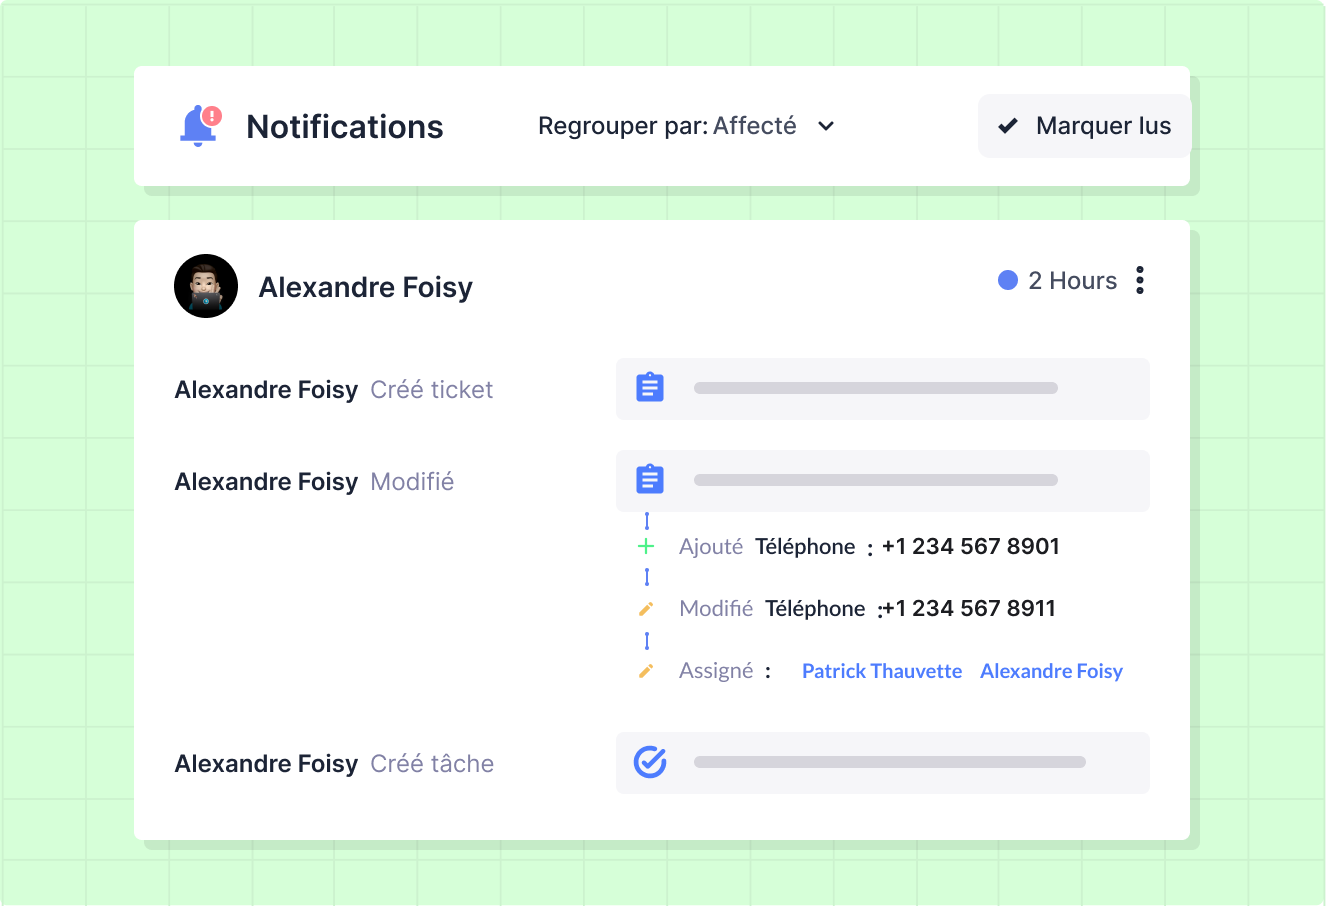 Notifications
Regrouper par: Affecté
Marquer lus
Alexandre Foisy
2 Hours
Alexandre Foisy Créé ticket
Alexandre Foisy Modifié
Ajouté Téléphone : +1 234 567 8901
Modifié Téléphone :+1 234 567 8911
Assigné : Patrick Thauvette Alexandre Foisy
Alexandre Foisy Créé tâche